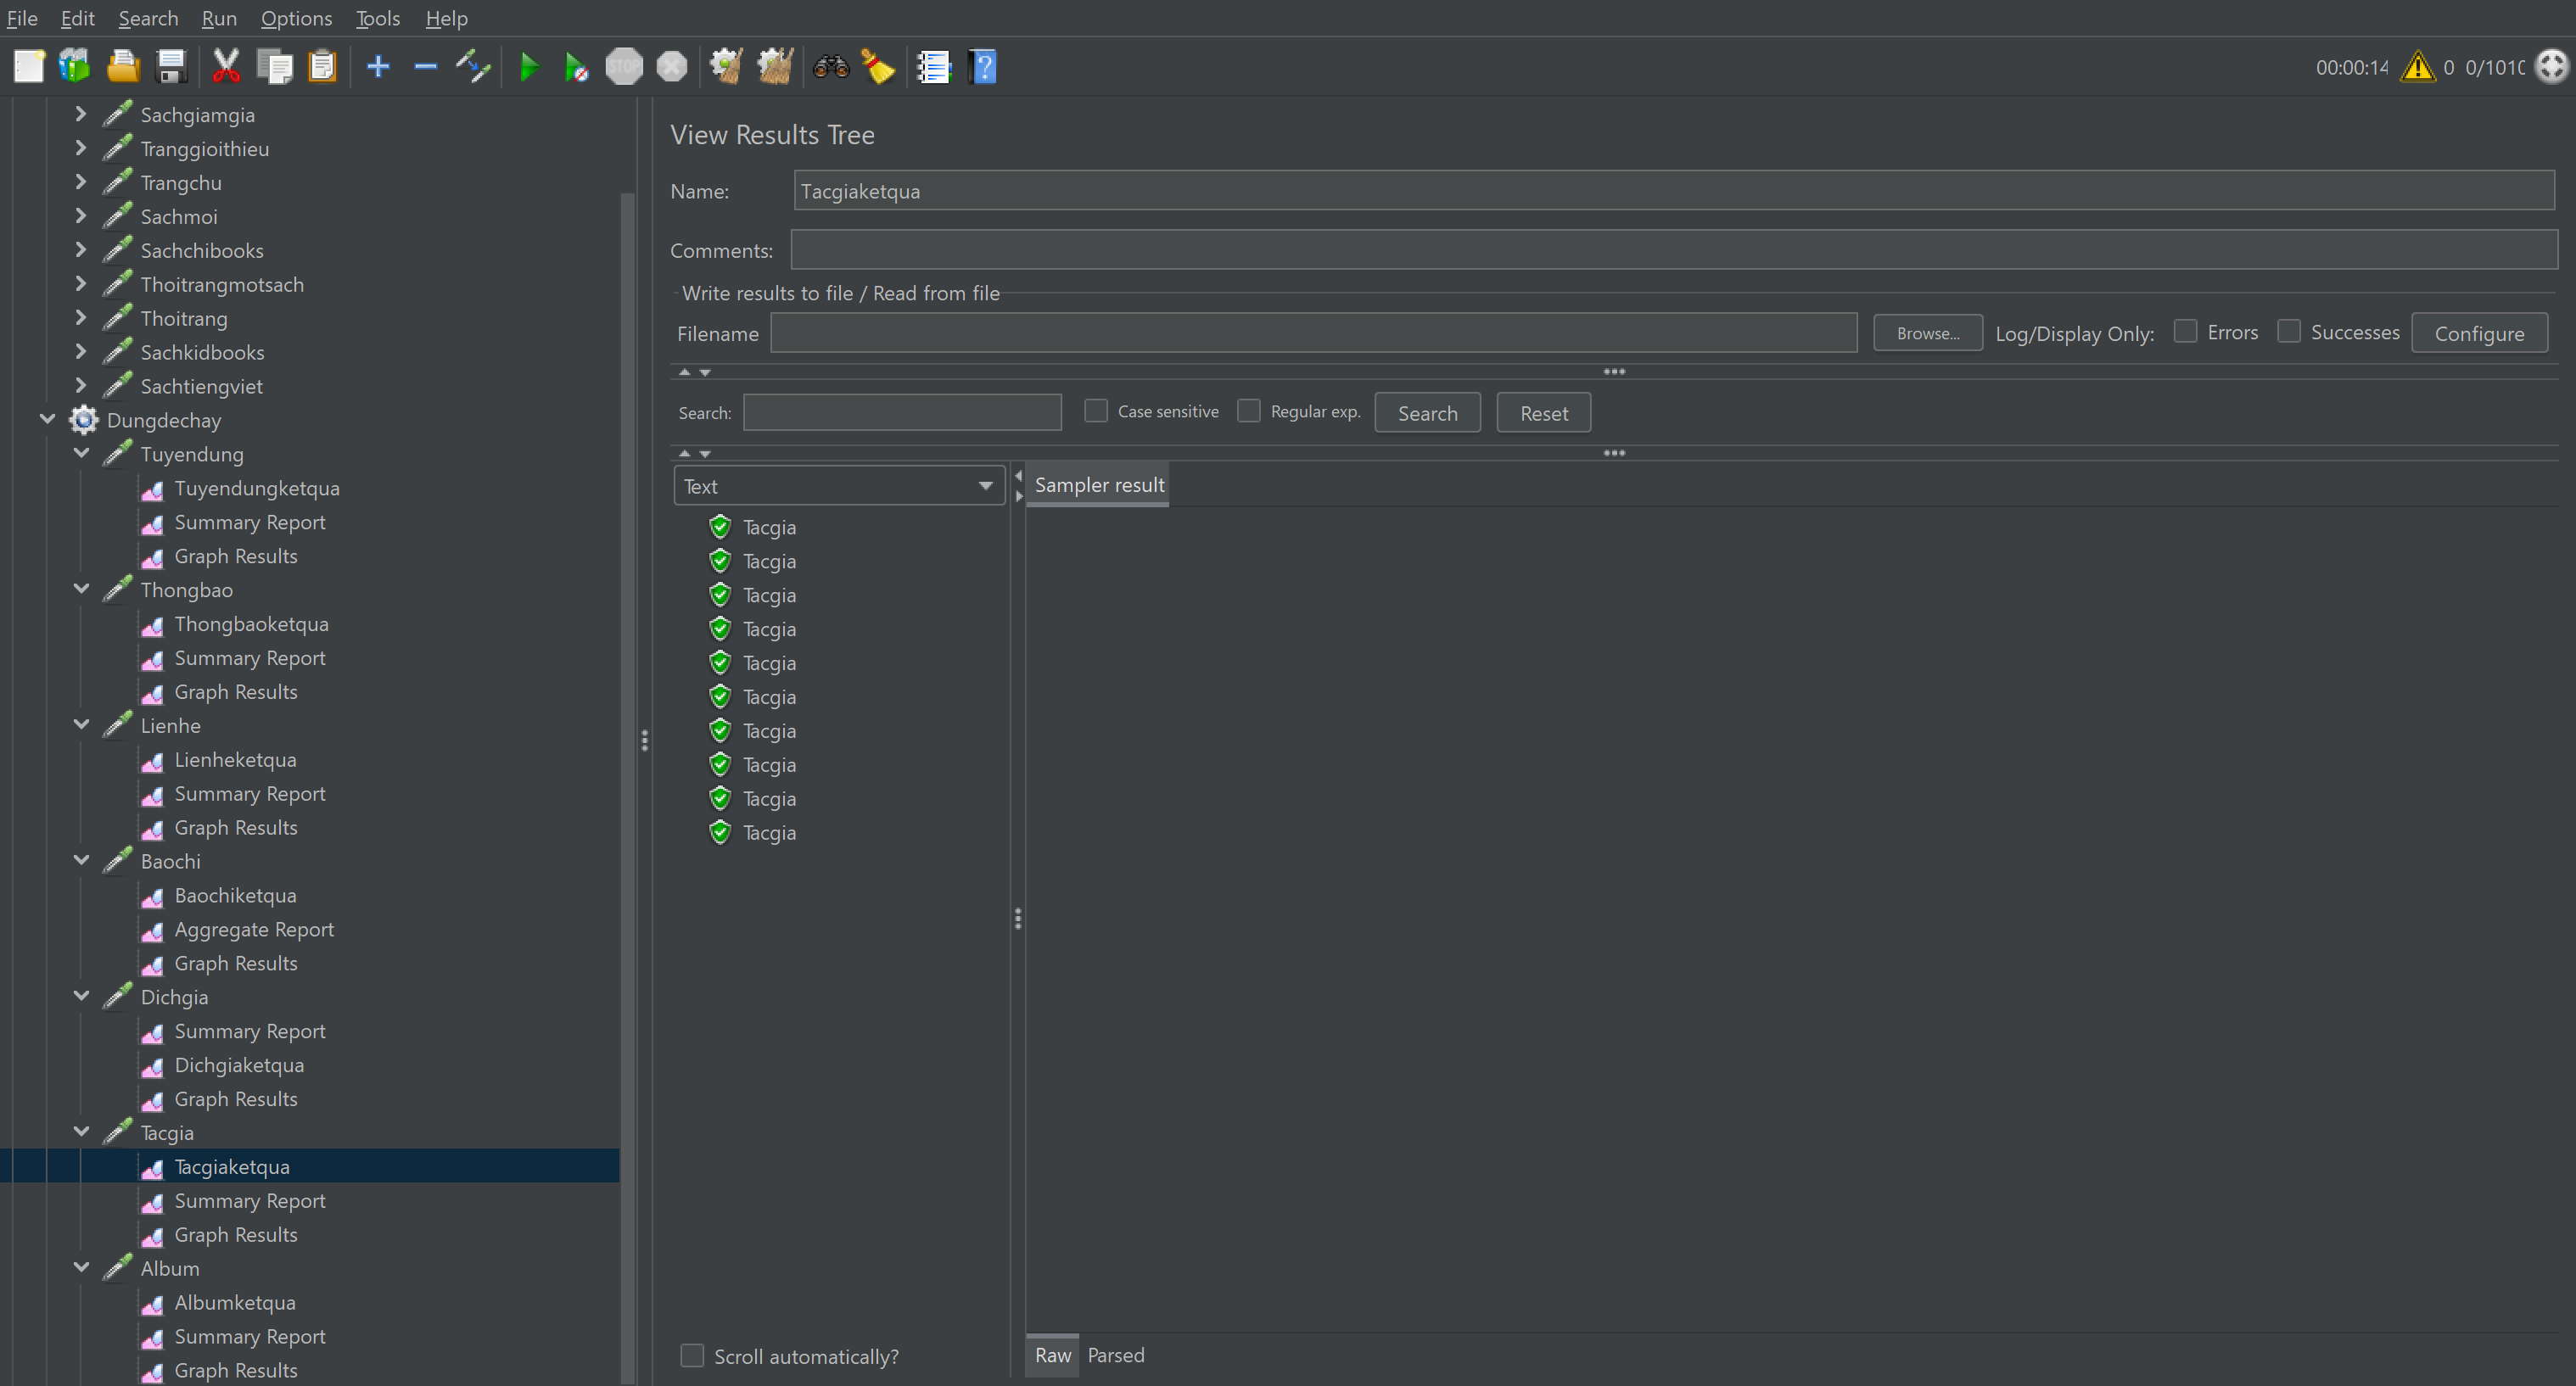 File Edit Search Run Options Tools Help
STOP
00:00:14 0 0/1010
Sachgiamgia
Tranggioithieu
Trangchu
Sachmoi
Sachchibooks
Thoitrangmotsach
Thoitrang
Sachkidbooks
Sachtiengviet
Dungdechay
Tuyendung
Tuyendungketqua
Summary Report
Graph Results
Thongbao
Thongbaoketqua
Summary Report
Graph Results
Lienhe
Lienheketqua
Summary Report
Graph Results
Baochi
Baochiketqua
Aggregate Report
Graph Results
Dichgia
Summary Report
Dichgiaketqua
Graph Results
Tacgia
Tacgiaketqua
Summary Report
Graph Results
Album
Albumketqua
Summary Report
Graph Results
View Results Tree
Name: Tacgiaketqua
Comments:
Write results to file / Read from file
Filename Browse... Log/Display Only: Errors Successes Configure
Search: Case sensitive Regular exp. Search Reset
Text
Sampler result
Tacgia
Tacgia
Tacgia
Tacgia
Tacgia
Tacgia
Tacgia
Tacgia
Tacgia
Tacgia
Scroll automatically?
Raw Parsed